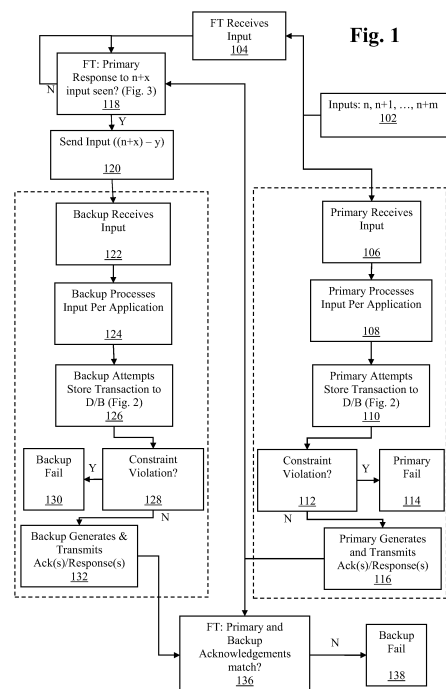 Fig. 1
FT Receives
Input
104
Inputs: n, n+1, …, n+m
102
FT: Primary
Response to n+x
input seen? (Fig. 3)
118
N
Y
Send Input ((n+x) – y)
120
Backup Receives
Input
122
Backup Processes
Input Per Application
124
Backup Attempts
Store Transaction to
D/B (Fig. 2)
126
Constraint
Violation?
128
Y
Backup
Fail
130
N
Backup Generates &
Transmits
Ack(s)/Response(s)
132
Primary Receives
Input
106
Primary Processes
Input Per Application
108
Primary Attempts
Store Transaction to
D/B (Fig. 2)
110
Constraint
Violation?
112
Y
Primary
Fail
114
N
Primary Generates
and Transmits
Ack(s)/Response(s)
116
FT: Primary and
Backup
Acknowledgements
match?
136
N
Backup
Fail
138